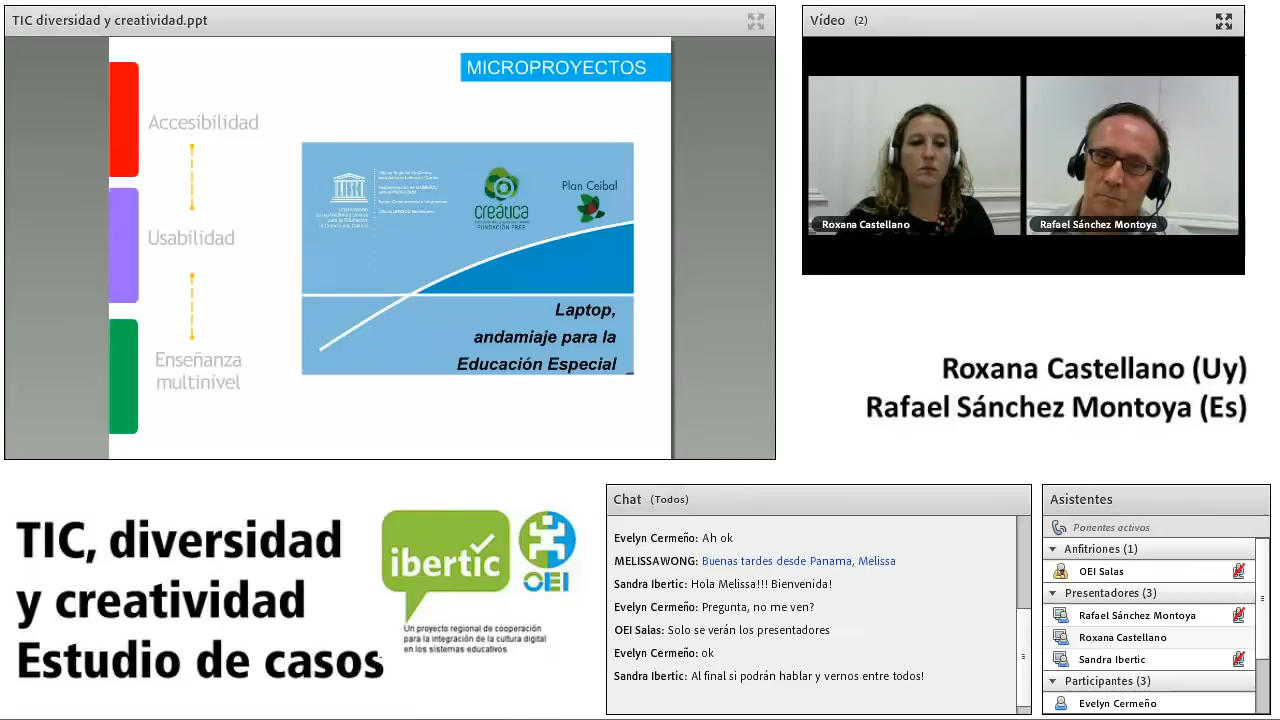 TIC diversidad y creatividad.ppt
MICROPROYECTOS
Accesibilidad
Usabilidad
Enseñanza
multinivel
creática
FUNDACIÓN FREE
Plan Ceibal
Laptop,
andamiaje para la
Educación Especial
Vídeo (2)
Roxana Castellano
Rafael Sánchez Montoya
Roxana Castellano (Uy)
Rafael Sánchez Montoya (Es)
TIC, diversidad
y creatividad
Estudio de casos
ibertic
OEI
Un proyecto regional de cooperación
para la integración de la cultura digital
en los sistemas educativos
Chat (Todos)
Evelyn Cermeño: Ah ok
MELISSAWONG: Buenas tardes desde Panama, Melissa
Sandra Ibertic: Hola Melissa!!! Bienvenida!
Evelyn Cermeño: Pregunta, no me ven?
OEI Salas: Solo se verán los presentadores
Evelyn Cermeño: ok
Sandra Ibertic: Al final si podrán hablar y vernos entre todos!
Asistentes
Ponentes activos
Anfitriones (1)
OEI Salas
Presentadores (3)
Rafael Sánchez Montoya
Roxana Castellano
Sandra Ibertic
Participantes (3)
Evelyn Cermeño